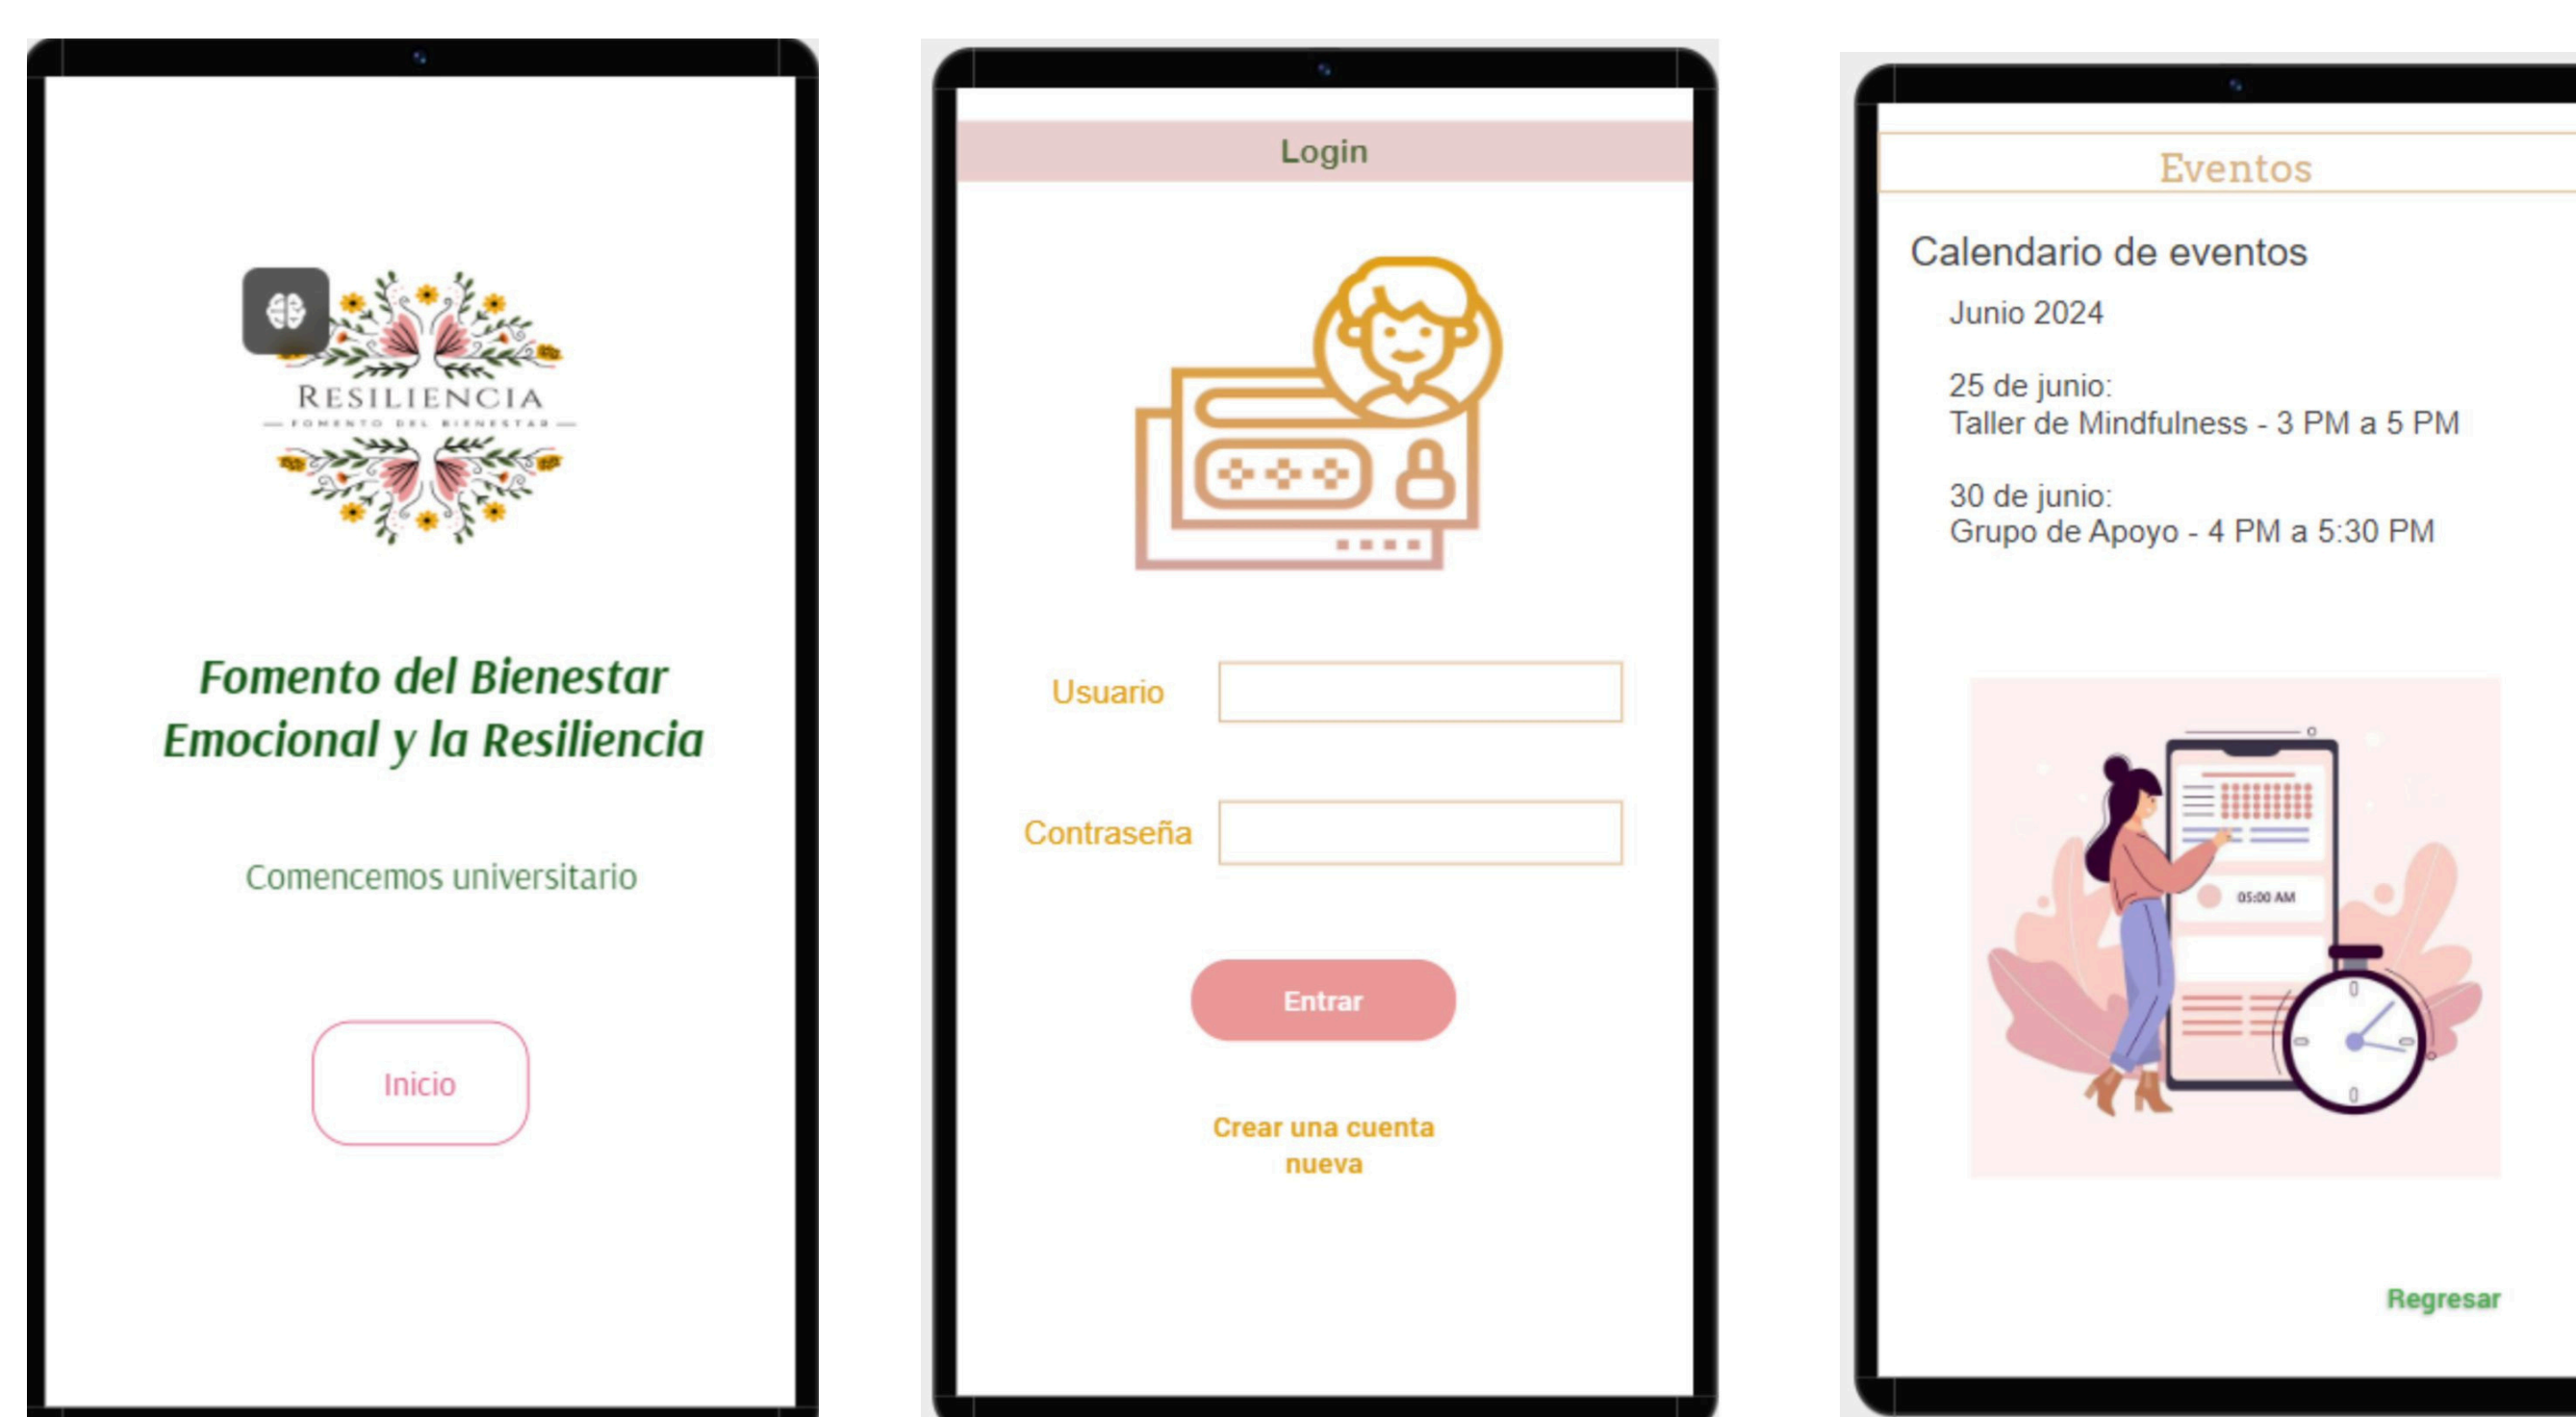 RESILIENCIA
FOMENTO DEL BIENESTAR
Fomento del Bienestar
Emocional y la Resiliencia
Comencemos universitario
Inicio
Login
Usuario
Contraseña
Entrar
Crear una cuenta
nueva
Eventos
Calendario de eventos
Junio 2024
25 de junio:
Taller de Mindfulness - 3 PM a 5 PM
30 de junio:
Grupo de Apoyo - 4 PM a 5:30 PM
05:00 AM
Regresar